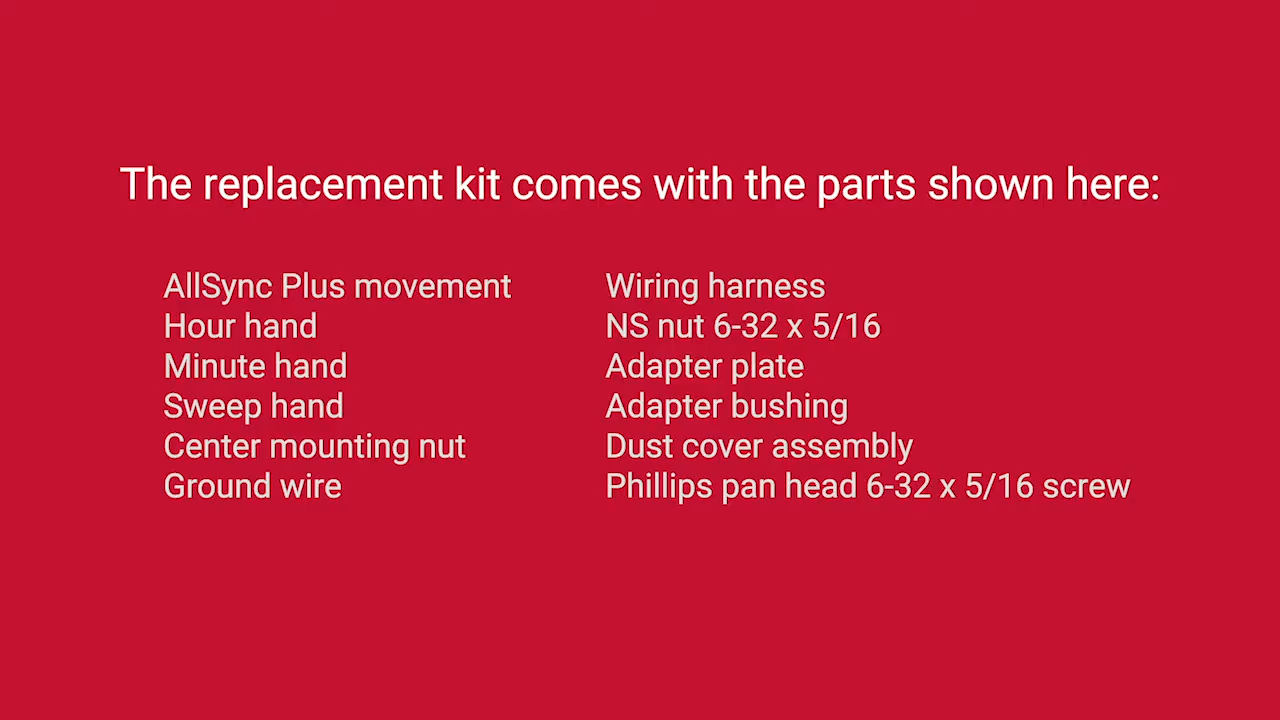 The replacement kit comes with the parts shown here:
AllSync Plus movement
Hour hand
Minute hand
Sweep hand
Center mounting nut
Ground wire
Wiring harness
NS nut 6-32 x 5/16
Adapter plate
Adapter bushing
Dust cover assembly
Phillips pan head 6-32 x 5/16 screw